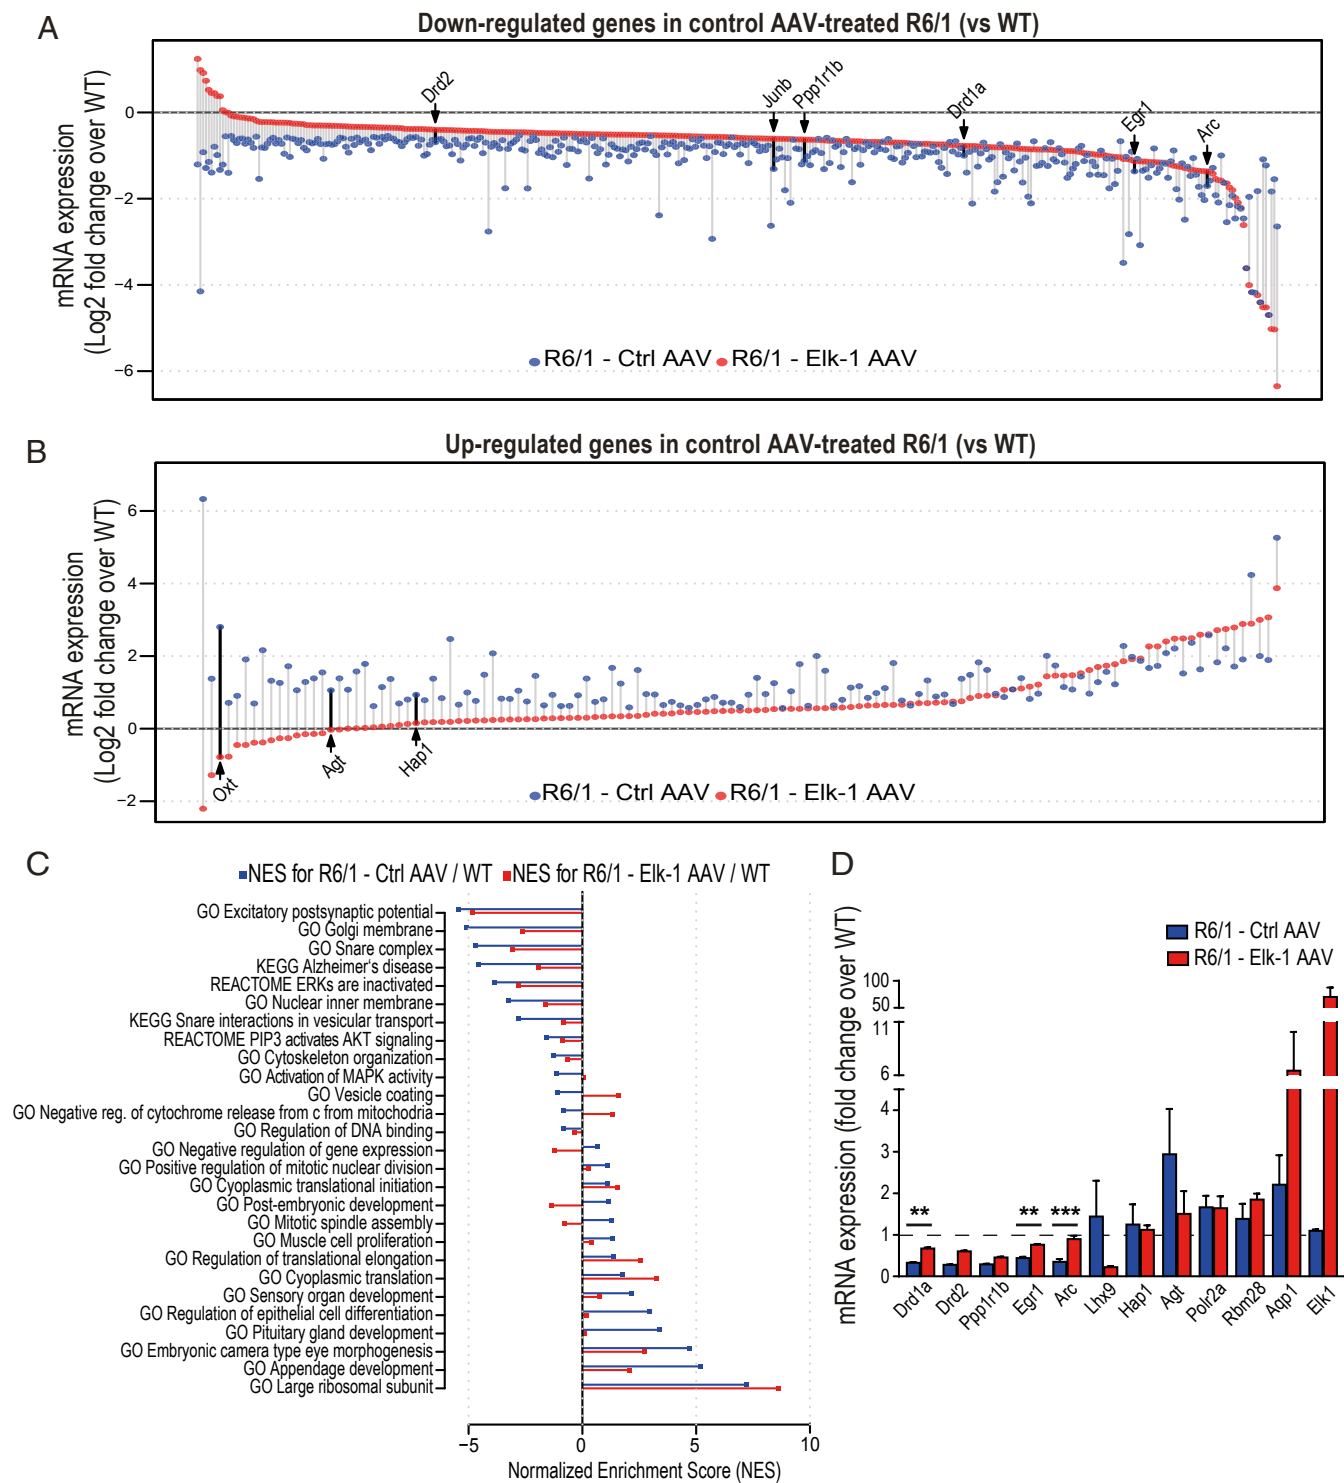 A
Down-regulated genes in control AAV-treated R6/1 (vs WT)
mRNA expression
(Log2 fold change over WT)
0
−2
−4
−6
Drd2
Junb
Ppp1r1b
Drd1a
Egr1
Arc
R6/1 - Ctrl AAV
R6/1 - Elk-1 AAV
B
Up-regulated genes in control AAV-treated R6/1 (vs WT)
mRNA expression
(Log2 fold change over WT)
6
4
2
0
−2
Oxt
Agt
Hap1
R6/1 - Ctrl AAV
R6/1 - Elk-1 AAV
C
NES for R6/1 - Ctrl AAV / WT
NES for R6/1 - Elk-1 AAV / WT
GO Excitatory postsynaptic potential
GO Golgi membrane
GO Snare complex
KEGG Alzheimer's disease
REACTOME ERKs are inactivated
GO Nuclear inner membrane
KEGG Snare interactions in vesicular transport
REACTOME PIP3 activates AKT signaling
GO Cytoskeleton organization
GO Activation of MAPK activity
GO Vesicle coating
GO Negative reg. of cytochrome release from c from mitochodria
GO Regulation of DNA binding
GO Negative regulation of gene expression
GO Positive regulation of mitotic nuclear division
GO Cyoplasmic translational initiation
GO Post-embryonic development
GO Mitotic spindle assembly
GO Muscle cell proliferation
GO Regulation of translational elongation
GO Cyoplasmic translation
GO Sensory organ development
GO Regulation of epithelial cell differentiation
GO Pituitary gland development
GO Embryonic camera type eye morphogenesis
GO Appendage development
GO Large ribosomal subunit
−5
0
5
10
Normalized Enrichment Score (NES)
D
mRNA expression (fold change over WT)
R6/1 - Ctrl AAV
R6/1 - Elk-1 AAV
100
50
11
6
4
3
2
1
0
**
**
***
Drd1a
Drd2
Ppp1r1b
Egr1
Arc
Lhx9
Hap1
Agt
Polr2a
Rbm28
Aqp1
Elk1